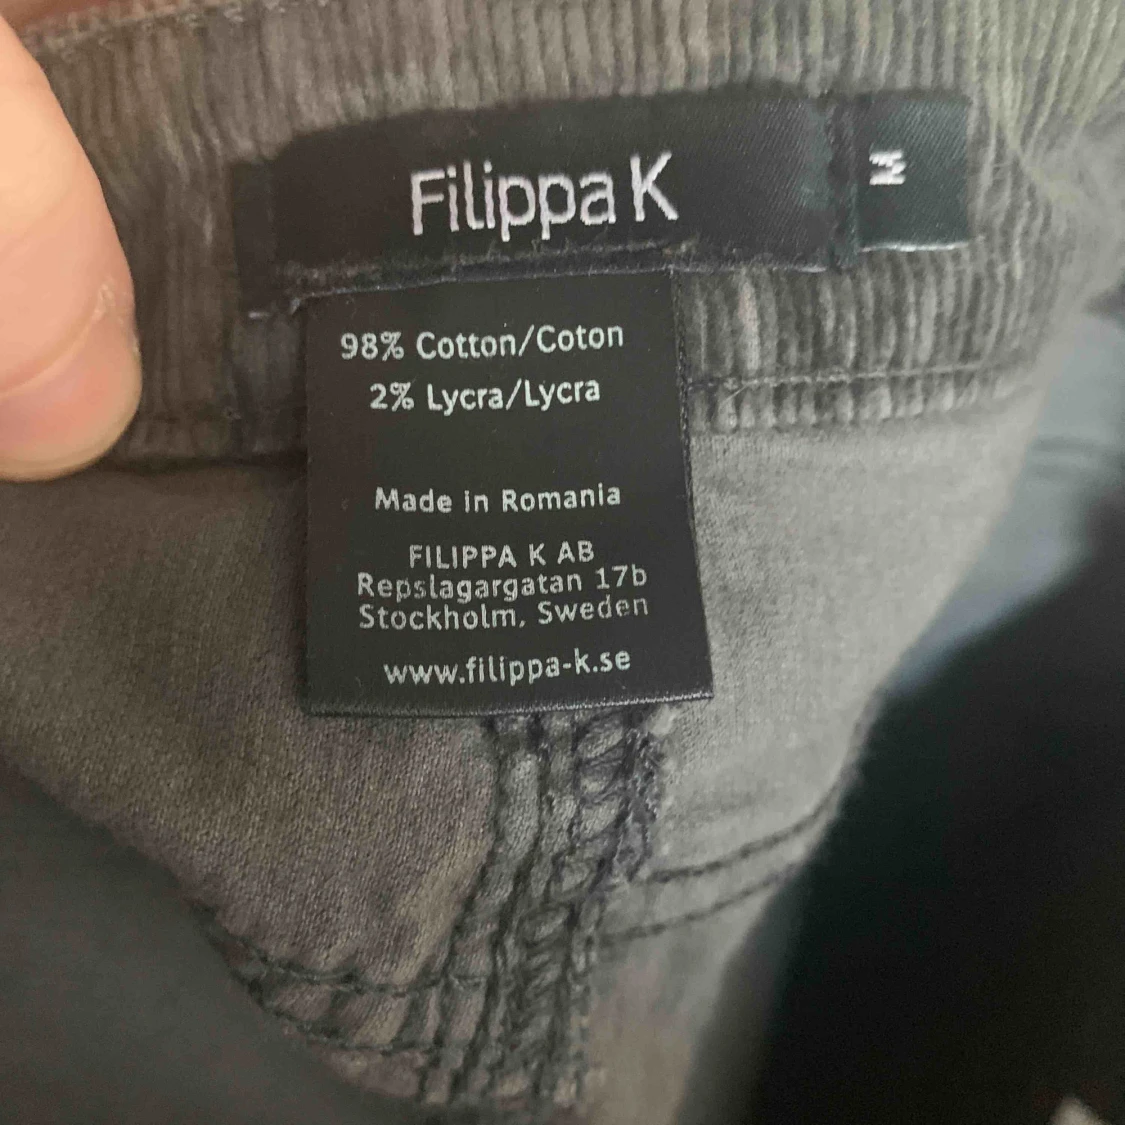 Filippa K
M
98% Cotton/Coton
2% Lycra/Lycra
Made in Romania
FILIPPA K AB
Repslagargatan 17b
Stockholm, Sweden
www.filippa-k.se